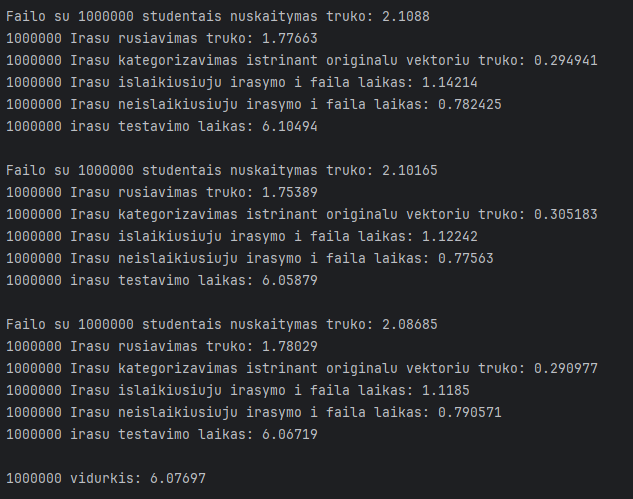 Failo su 1000000 studentais nuskaitymas truko: 2.1088
1000000 Irasu rusiavimas truko: 1.77663
1000000 Irasu kategorizavimas istrinant originalu vektoriu truko: 0.294941
1000000 Irasu islaikiusiuju irasymo i faila laikas: 1.14214
1000000 Irasu neislaikiusiuju irasymo i faila laikas: 0.782425
1000000 irasu testavimo laikas: 6.10494

Failo su 1000000 studentais nuskaitymas truko: 2.10165
1000000 Irasu rusiavimas truko: 1.75389
1000000 Irasu kategorizavimas istrinant originalu vektoriu truko: 0.305183
1000000 Irasu islaikiusiuju irasymo i faila laikas: 1.12242
1000000 Irasu neislaikiusiuju irasymo i faila laikas: 0.77563
1000000 irasu testavimo laikas: 6.05879

Failo su 1000000 studentais nuskaitymas truko: 2.08685
1000000 Irasu rusiavimas truko: 1.78029
1000000 Irasu kategorizavimas istrinant originalu vektoriu truko: 0.290977
1000000 Irasu islaikiusiuju irasymo i faila laikas: 1.1185
1000000 Irasu neislaikiusiuju irasymo i faila laikas: 0.790571
1000000 irasu testavimo laikas: 6.06719

1000000 vidurkis: 6.07697